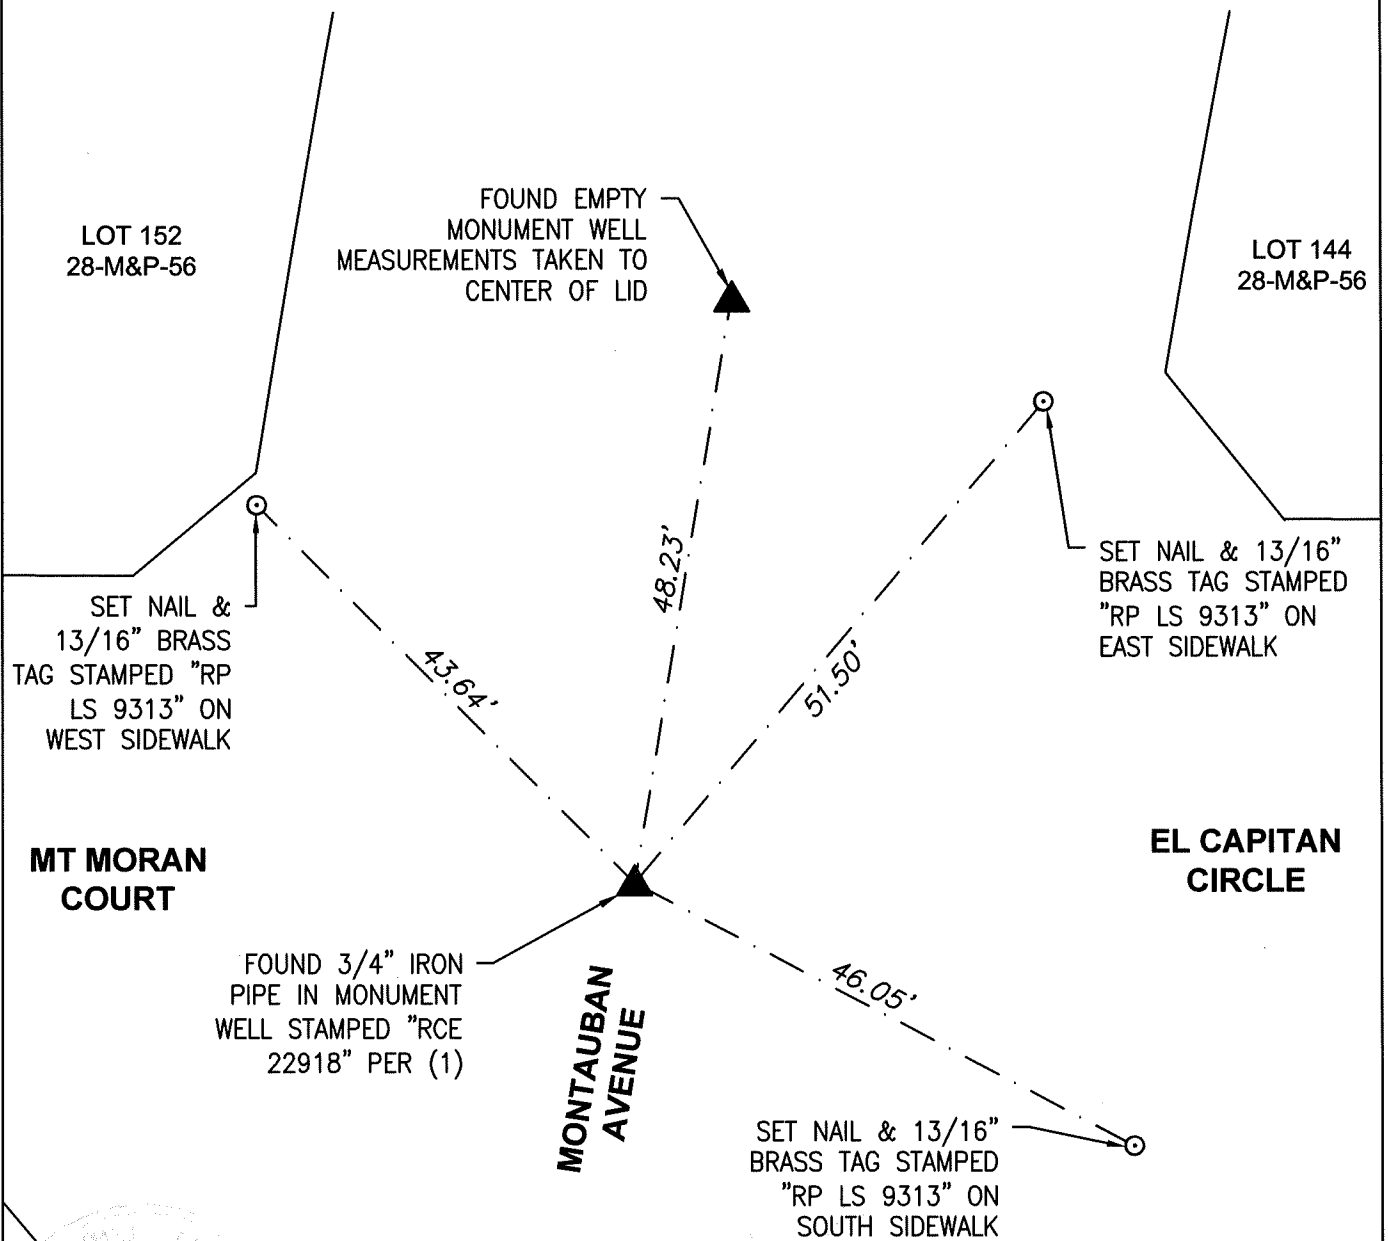 FOUND EMPTY
MONUMENT WELL
MEASUREMENTS TAKEN TO
CENTER OF LID
LOT 152
28-M&P-56
LOT 144
28-M&P-56
SET NAIL &
13/16" BRASS
TAG STAMPED "RP
LS 9313" ON
WEST SIDEWALK
43.64'
48.23'
51.50'
SET NAIL & 13/16"
BRASS TAG STAMPED
"RP LS 9313" ON
EAST SIDEWALK
MT MORAN
COURT
EL CAPITAN
CIRCLE
FOUND 3/4" IRON
PIPE IN MONUMENT
WELL STAMPED "RCE
22918" PER (1)
MONTAUBAN
AVENUE
46.05'
SET NAIL & 13/16"
BRASS TAG STAMPED
"RP LS 9313" ON
SOUTH SIDEWALK